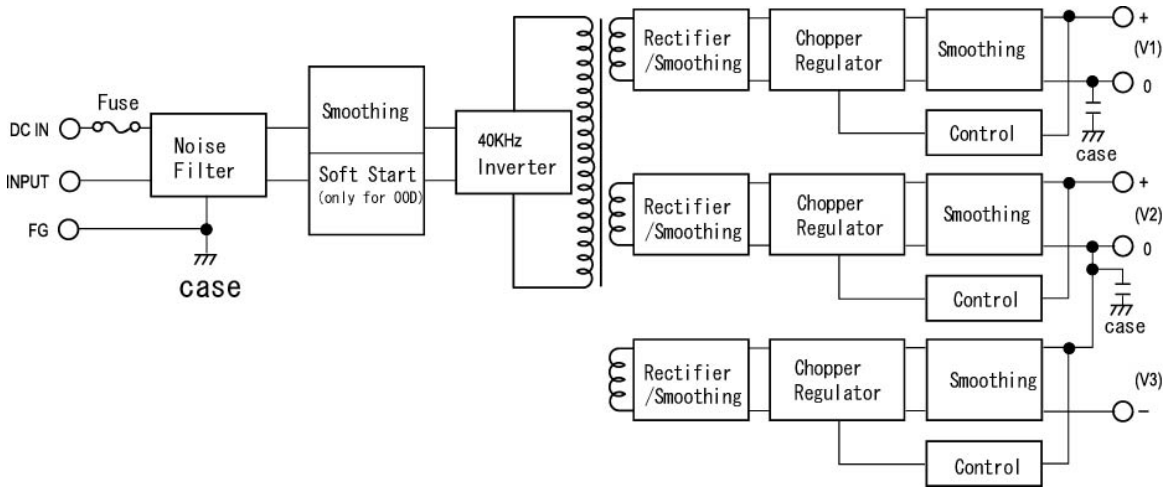 DC IN
Fuse
INPUT
FG
Noise
Filter
case
Smoothing
Soft Start
(only for OOD)
40KHz
Inverter
Rectifier
/Smoothing
Chopper
Regulator
Smoothing
Control
+
(V1)
0
case
Rectifier
/Smoothing
Chopper
Regulator
Smoothing
Control
+
(V2)
0
case
Rectifier
/Smoothing
Chopper
Regulator
Smoothing
Control
(V3)
−